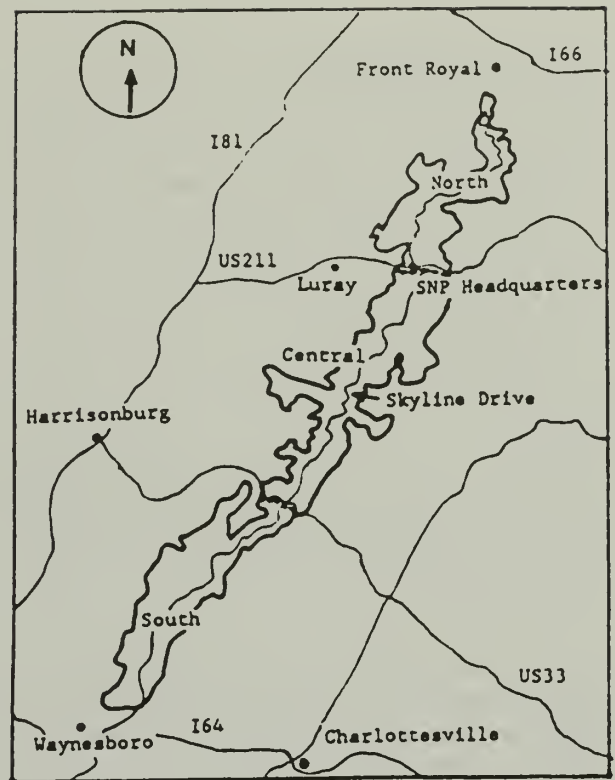 N
I66
Front Royal
I81
North
US211
Luray
SNP Headquarters
Central
Skyline Drive
Harrisonburg
South
US33
I64
Waynesboro
Charlottesville